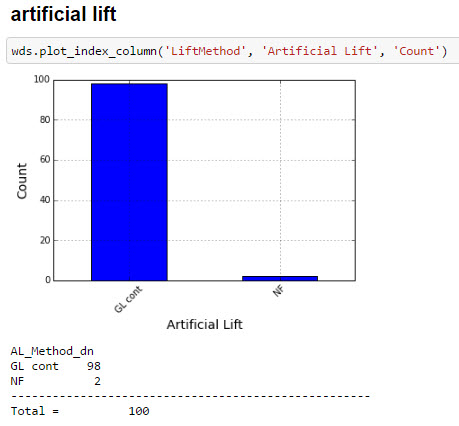 artificial lift
wds.plot_index_column('LiftMethod', 'Artificial Lift', 'Count')
100
80
60
40
20
0
Count
GL cont
NF
Artificial Lift
AL_Method_dn
GL cont    98
NF          2
---------------------------------------------------
Total =          100